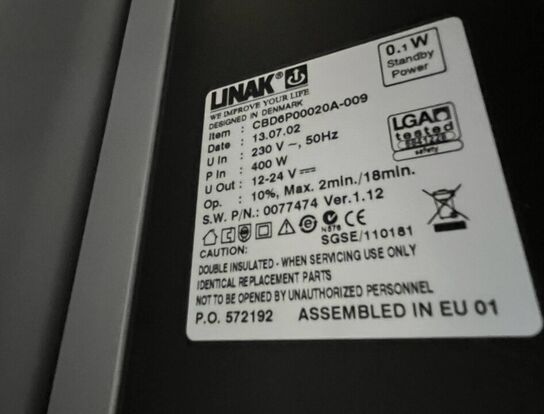 LINAK®
WE IMPROVE YOUR LIFE
DESIGNED IN DENMARK
0.1 W
Standby
Power
Item : CBD6P00020A-009
Date : 13.07.02
U In : 230 V ~, 50Hz
P In : 400 W
U Out : 12-24 V
Op. : 10%, Max. 2min./18min.
S.W. P/N.: 0077474 Ver.1.12
LGA
tested
safety
N576
CE
SGSE/110181
CAUTION:
DOUBLE INSULATED - WHEN SERVICING USE ONLY
IDENTICAL REPLACEMENT PARTS
NOT TO BE OPENED BY UNAUTHORIZED PERSONNEL
P.O. 572192 ASSEMBLED IN EU 01